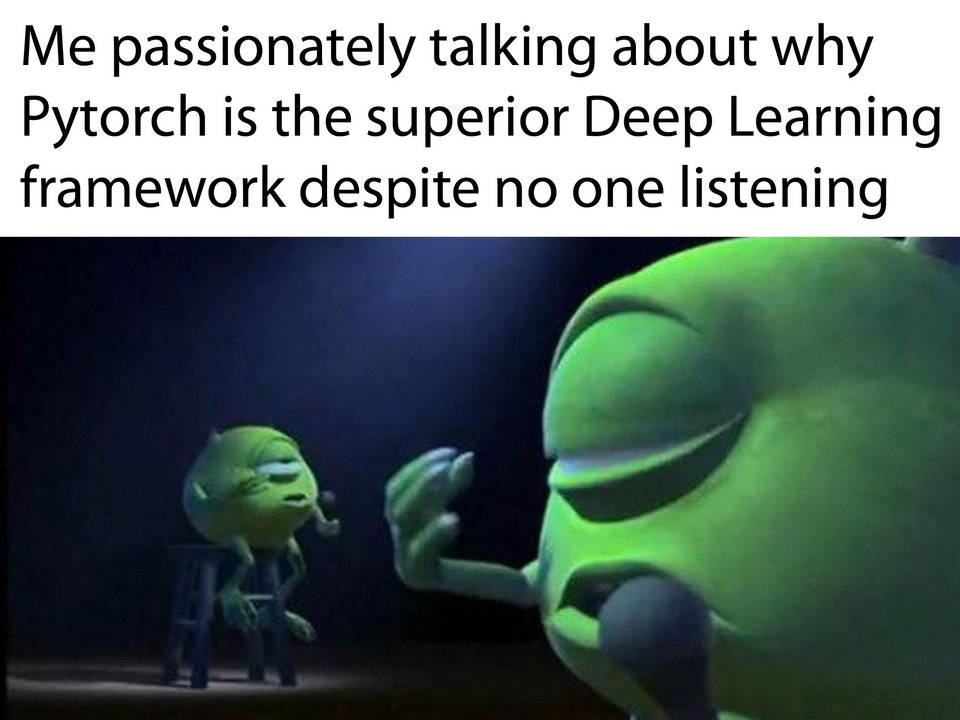 Me passionately talking about why
Pytorch is the superior Deep Learning
framework despite no one listening